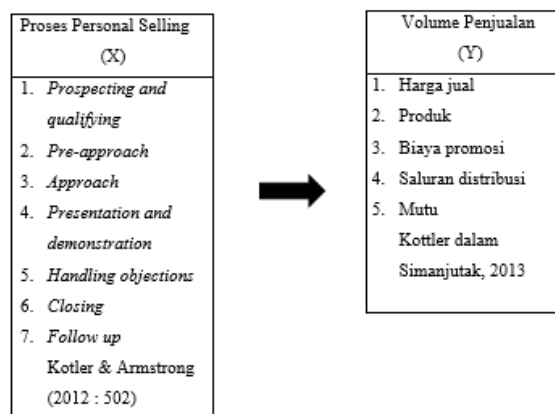 Proses Personal Selling
(X)
1. Prospecting and
qualifying
2. Pre-approach
3. Approach
4. Presentation and
demonstration
5. Handling objections
6. Closing
7. Follow up
Kotler & Armstrong
(2012 : 502)
Volume Penjualan
(Y)
1. Harga jual
2. Produk
3. Biaya promosi
4. Saluran distribusi
5. Mutu
Kottler dalam
Simanjutak, 2013